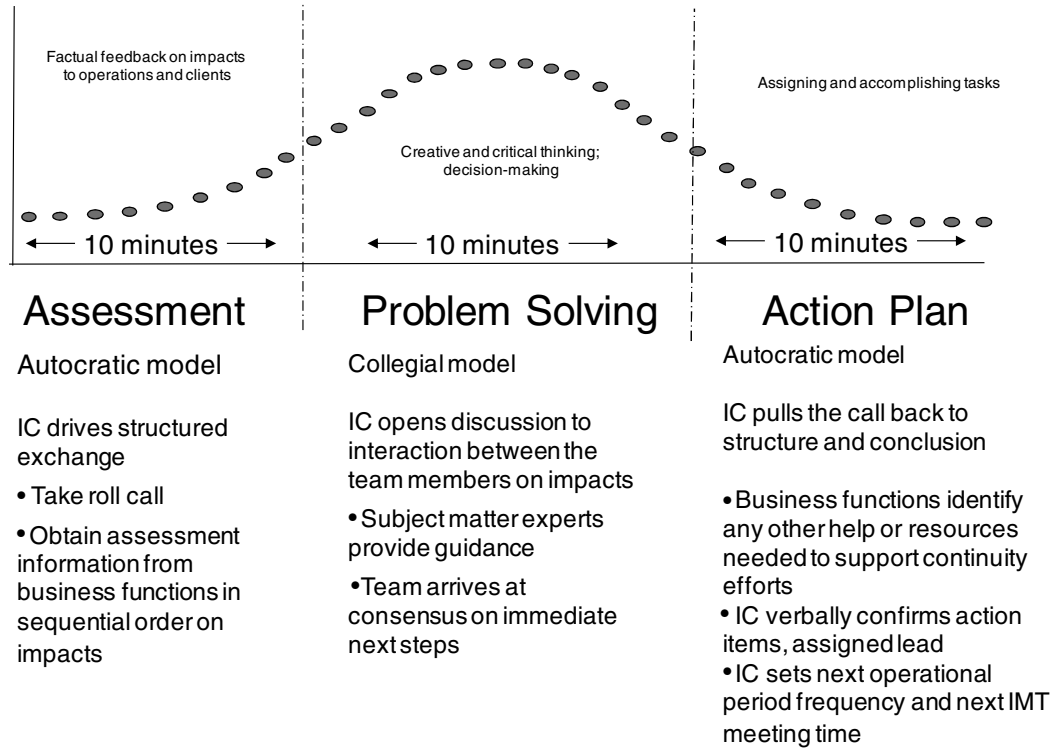 Factual feedback on impacts
to operations and clients
Creative and critical thinking;
decision-making
Assigning and accomplishing tasks
10 minutes
10 minutes
10 minutes
Assessment
Autocratic model
IC drives structured
exchange
• Take roll call
• Obtain assessment
information from
business functions in
sequential order on
impacts
Problem Solving
Collegial model
IC opens discussion to
interaction between the
team members on impacts
• Subject matter experts
provide guidance
• Team arrives at
consensus on immediate
next steps
Action Plan
Autocratic model
IC pulls the call back to
structure and conclusion
• Business functions identify
any other help or resources
needed to support continuity
efforts
• IC verbally confirms action
items, assigned lead
• IC sets next operational
period frequency and next IMT
meeting time